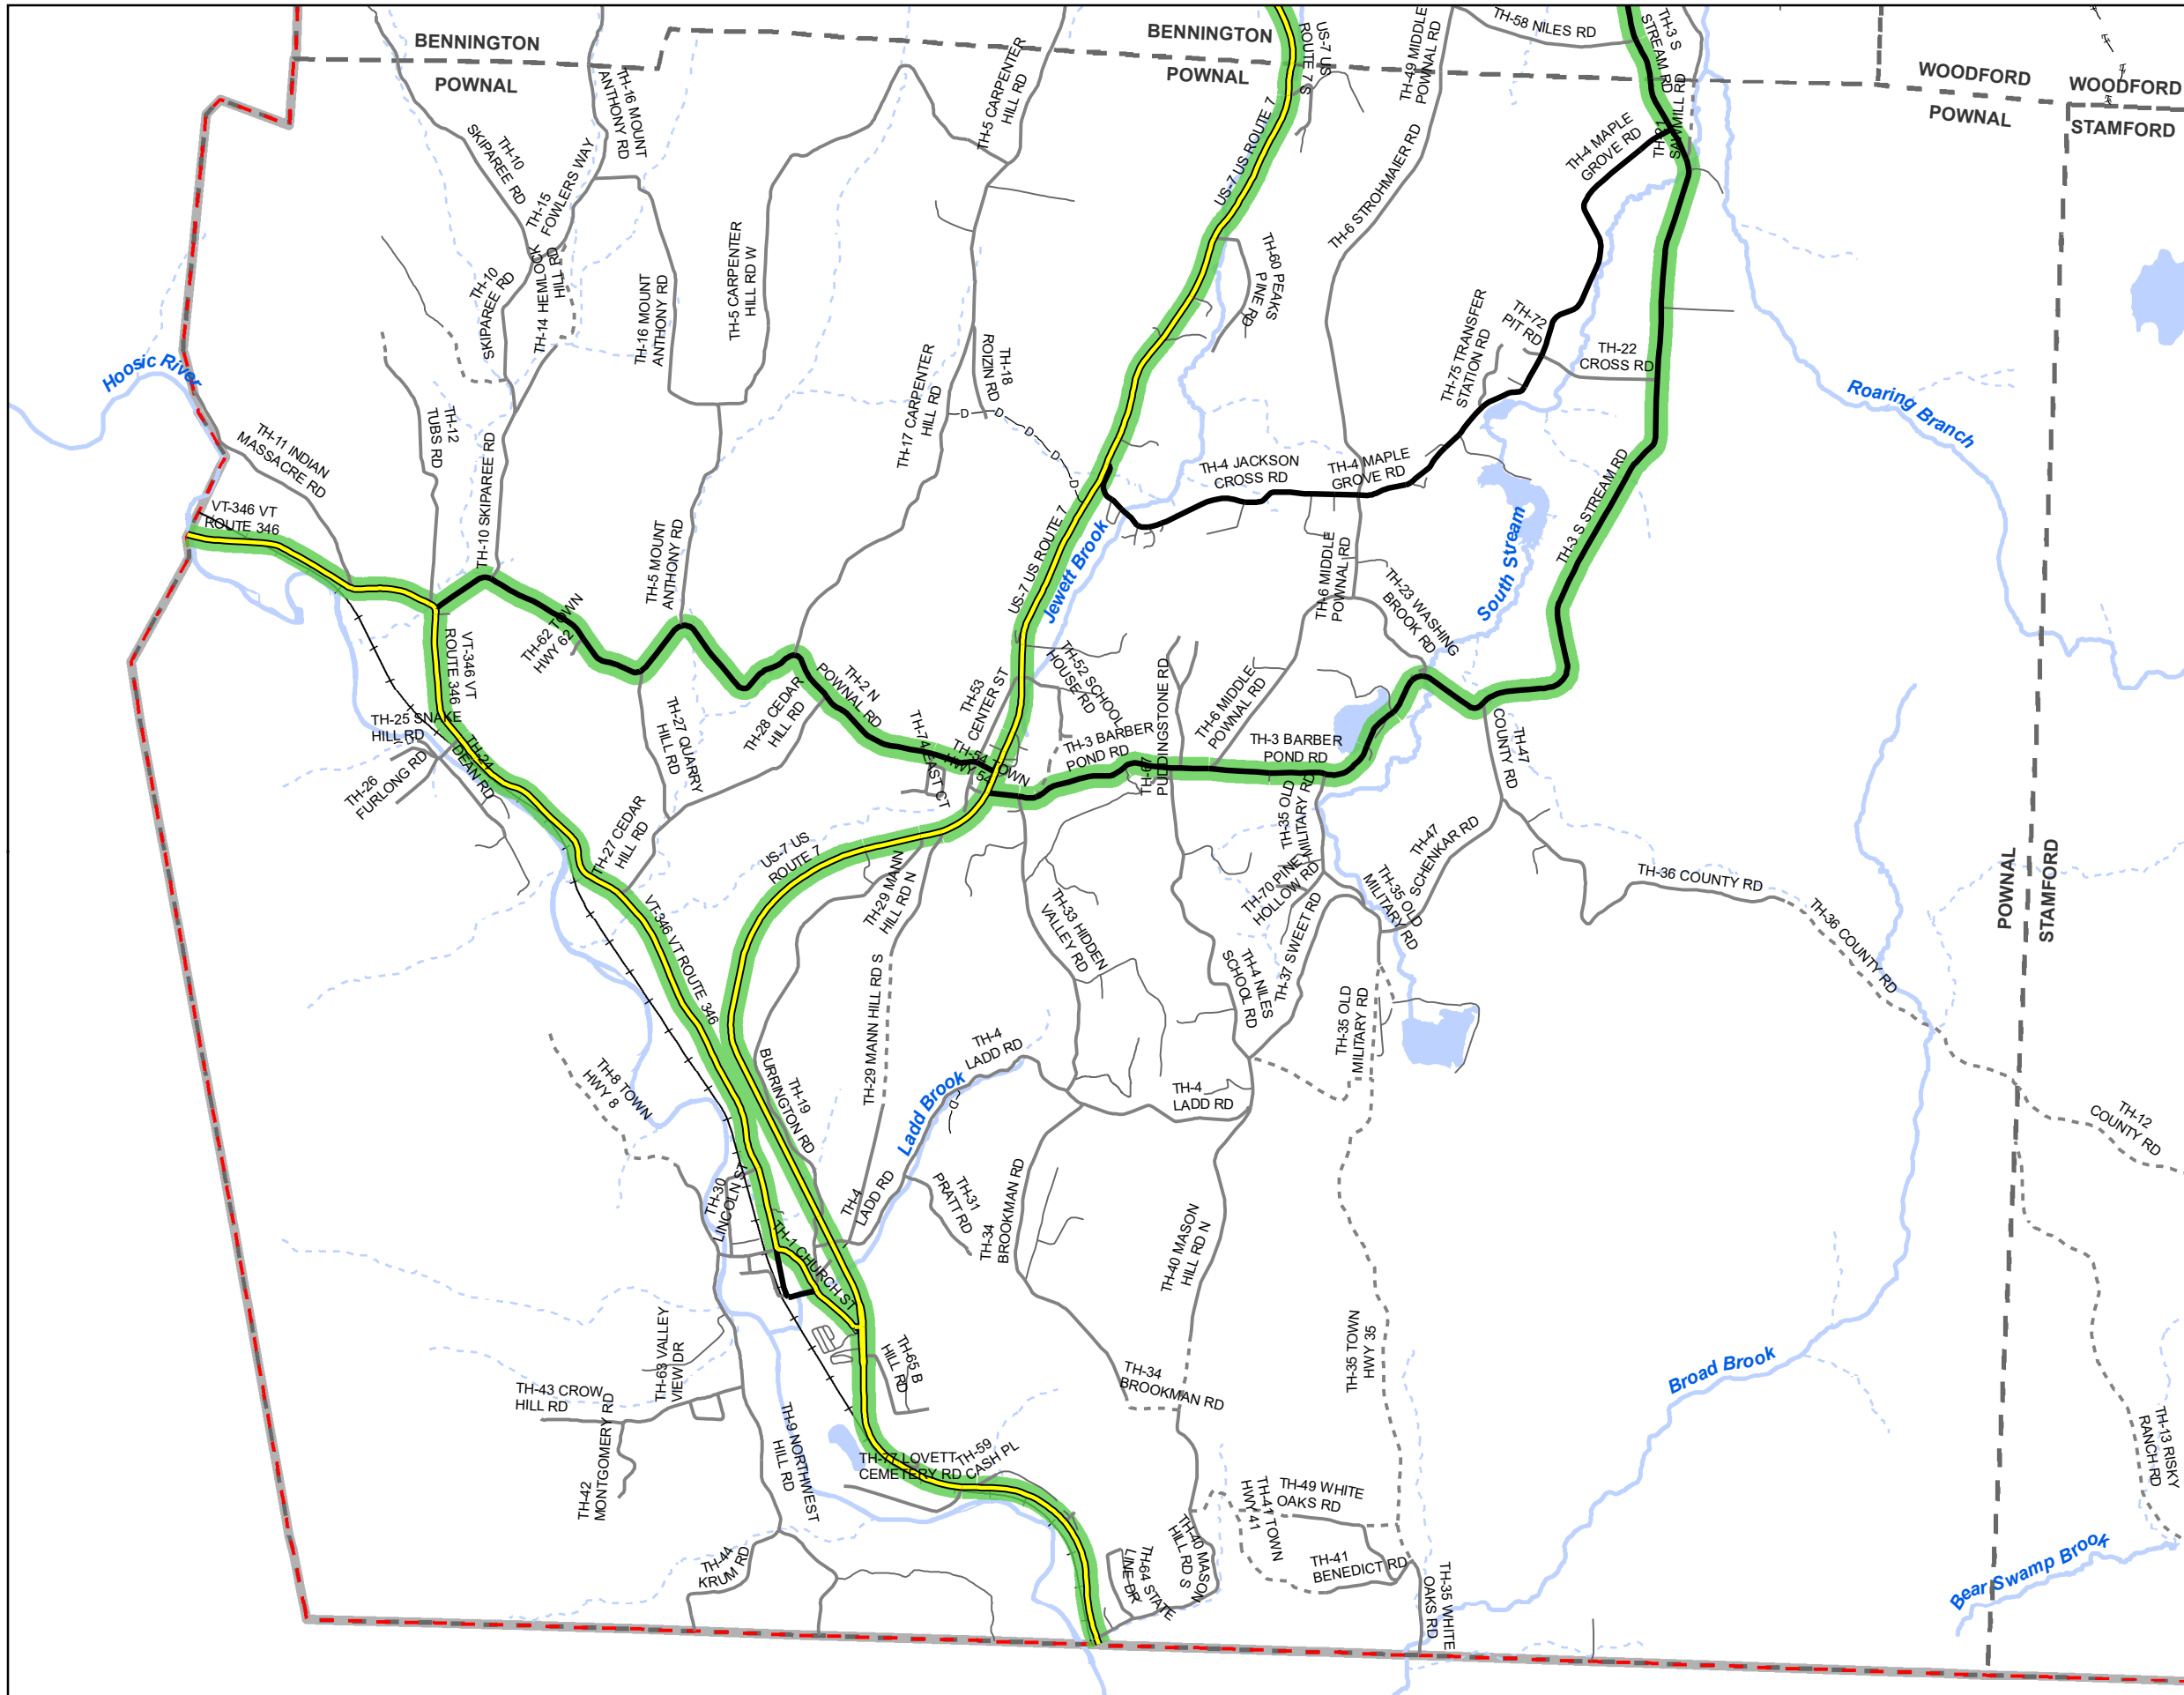 BENNINGTON
POWNAL
BENNINGTON
POWNAL
WOODFORD
POWNAL
WOODFORD
STAMFORD
US-7 US
ROUTE 7 S
TH-49 MIDDLE
POWNAL RD
TH-58 NILES RD
TH-3 S
STREAM RD
TH-16 MOUNT
ANTHONY RD
TH-5 CARPENTER
HILL RD
TH-10
SKIPAREE RD
TH-15
FOWLERS WAY
US-7 US ROUTE 7
TH-6 STROHMAIER RD
TH-4 MAPLE
GROVE RD
SAWMILL RD
TH-10
SKIPAREE RD
TH-14 HEMLOCK
HILL RD
TH-16 MOUNT
ANTHONY RD
TH-5 CARPENTER
HILL RD W
TH-60 PEAKS
PINE RD
TH-18
ROIZIN RD
TH-17 CARPENTER
HILL RD
TH-75 TRANSFER
STATION RD
TH-72
PIT RD
TH-22
CROSS RD
Hoosic River
Roaring Branch
TH-11 INDIAN
MASSACRE RD
TH-12
TUBS RD
TH-10 SKIPAREE RD
D
D
D
D
D
TH-4 JACKSON
CROSS RD
TH-4 MAPLE
GROVE RD
TH-3 S STREAM RD
VT-346 VT
ROUTE 346
TH-5 MOUNT
ANTHONY RD
US-7 US ROUTE 7
Jewett Brook
TH-6 MIDDLE
POWNAL RD
TH-23 WASHING
BROOK RD
South Stream
TH-62 TOWN
HWY 62
VT-346 VT
ROUTE 346
TH-2 N
POWNAL RD
TH-28 CEDAR
HILL RD
TH-27 QUARRY
HILL RD
TH-53
CENTER ST
TH-52 SCHOOL
HOUSE RD
TH-74 EAST CT
TH-54 TOWN
HWY 54
TH-3 BARBER
POND RD
TH-67
PUDDINGSTONE RD
TH-6 MIDDLE
POWNAL RD
TH-3 BARBER
POND RD
TH-47
COUNTY RD
TH-25 SNAKE
HILL RD
D
TH-24
DEAN RD
TH-26
FURLONG RD
TH-27 CEDAR
HILL RD
US-7 US
ROUTE 7
TH-29 MANN
HILL RD N
TH-35 OLD
MILITARY RD
TH-70 PINEY
HOLLOW RD
TH-35 OLD
MILITARY RD
TH-47
SCHENKAR RD
TH-36 COUNTY RD
TH-36 COUNTY RD
POWNAL
STAMFORD
VT-346 VT ROUTE 346
TH-33 HIDDEN
VALLEY RD
TH-4 NILES
SCHOOL RD
TH-37 SWEET RD
TH-29 MANN HILL RD S
TH-35 OLD
MILITARY RD
TH-4
LADD RD
TH-8 TOWN
HWY 8
TH-19
BURRINGTON RD
Ladd Brook
D
TH-4
LADD RD
TH-12
COUNTY RD
TH-30
LINCOLN ST
TH-4
LADD RD
TH-31
PRATT RD
TH-34
BROOKMAN RD
TH-40 MASON
HILL RD N
TH-1 CHURCH ST
TH-63 VALLEY
VIEW DR
TH-65 B
HILL RD
TH-34
BROOKMAN RD
TH-35 TOWN
HWY 35
Broad Brook
TH-43 CROW
HILL RD
TH-42
MONTGOMERY RD
TH-9 NORTHWEST
HILL RD
TH-77 LOVETT
CEMETERY RD
TH-59
CASH PL
TH-49 WHITE
OAKS RD
TH-41 TOWN
HWY 41
TH-13 RISKY
RANCH RD
TH-44
KRUM RD
TH-64 STATE
LINE DR
TH-40 MASON
HILL RD S
TH-41
BENEDICT RD
TH-35 WHITE
OAKS RD
Bear Swamp Brook